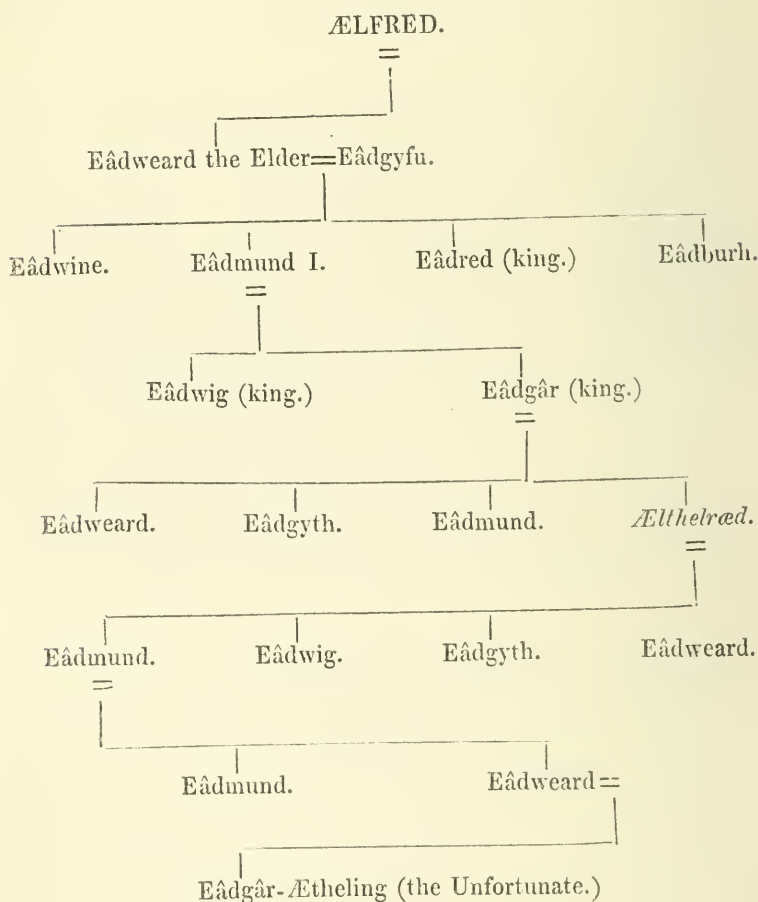 ÆLFRED.
=
Eâdweard the Elder=Eâdgyfu.
Eâdwine. Eâdmund I. Eâdred (king.) Eâdburh.
=
Eâdwig (king.) Eâdgâr (king.)
=
Eâdweard. Eâdgyth. Eâdmund. Ælthelræd.
=
Eâdmund. Eâdwig. Eâdgyth. Eâdweard.
=
Eâdmund. Eâdweard=
Eâdgâr-Ætheling (the Unfortunate.)